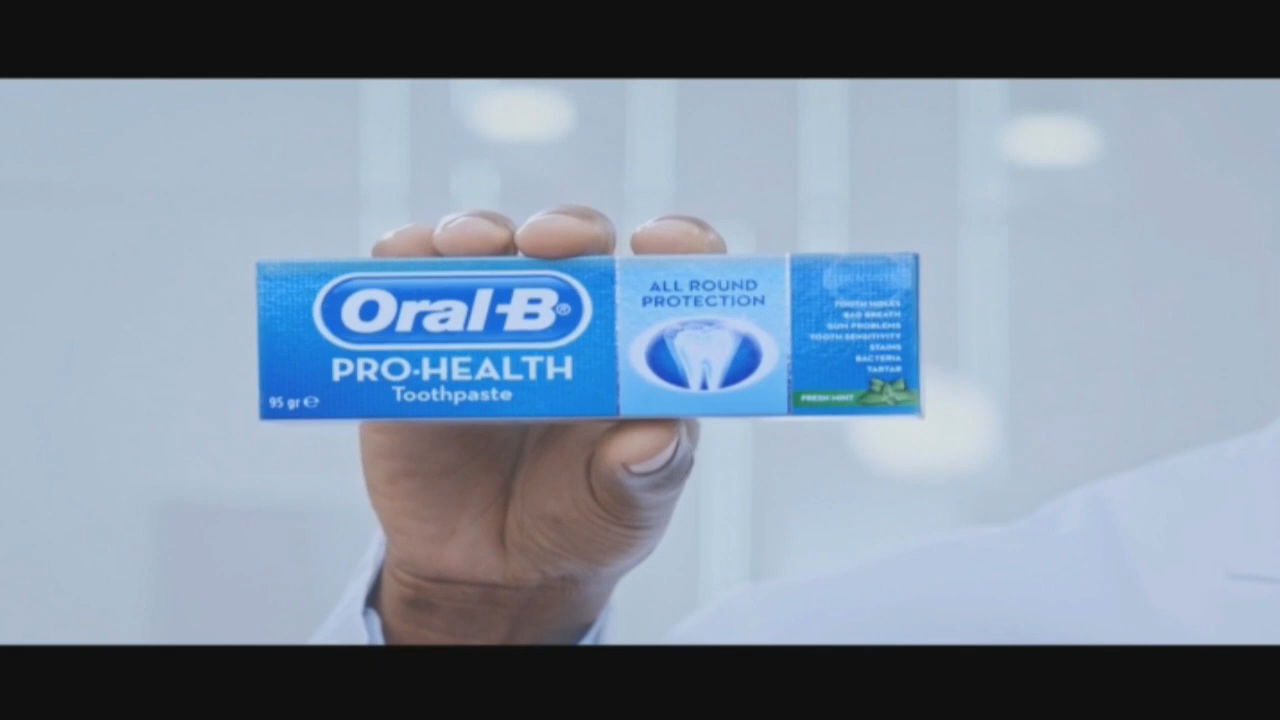 Oral-B®
PRO-HEALTH
Toothpaste
95 gr ℮
ALL ROUND
PROTECTION
TOOTH HOLES
BAD BREATH
GUM PROBLEMS
TOOTH SENSITIVITY
STAINS
BACTERIA
TARTAR
FRESH MINT